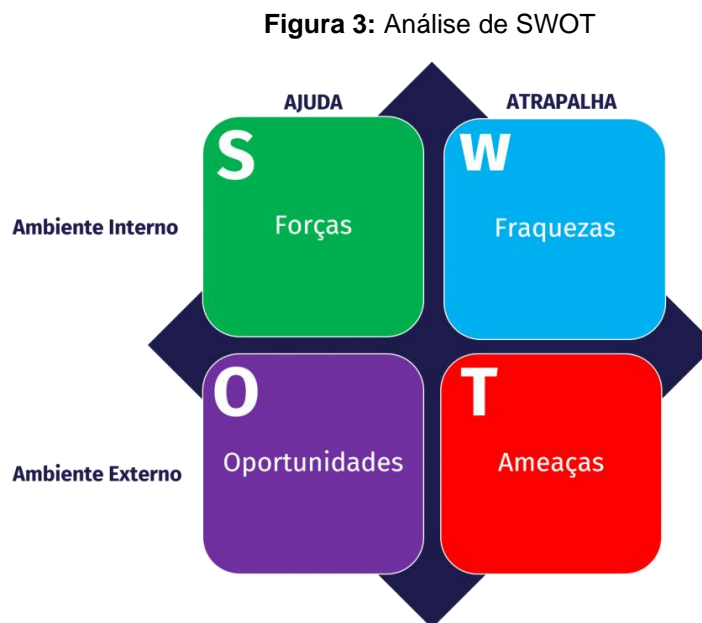 Figura 3: Análise de SWOT
AJUDA
ATRAPALHA
S
W
Ambiente Interno
Forças
Fraquezas
O
T
Ambiente Externo
Oportunidades
Ameaças